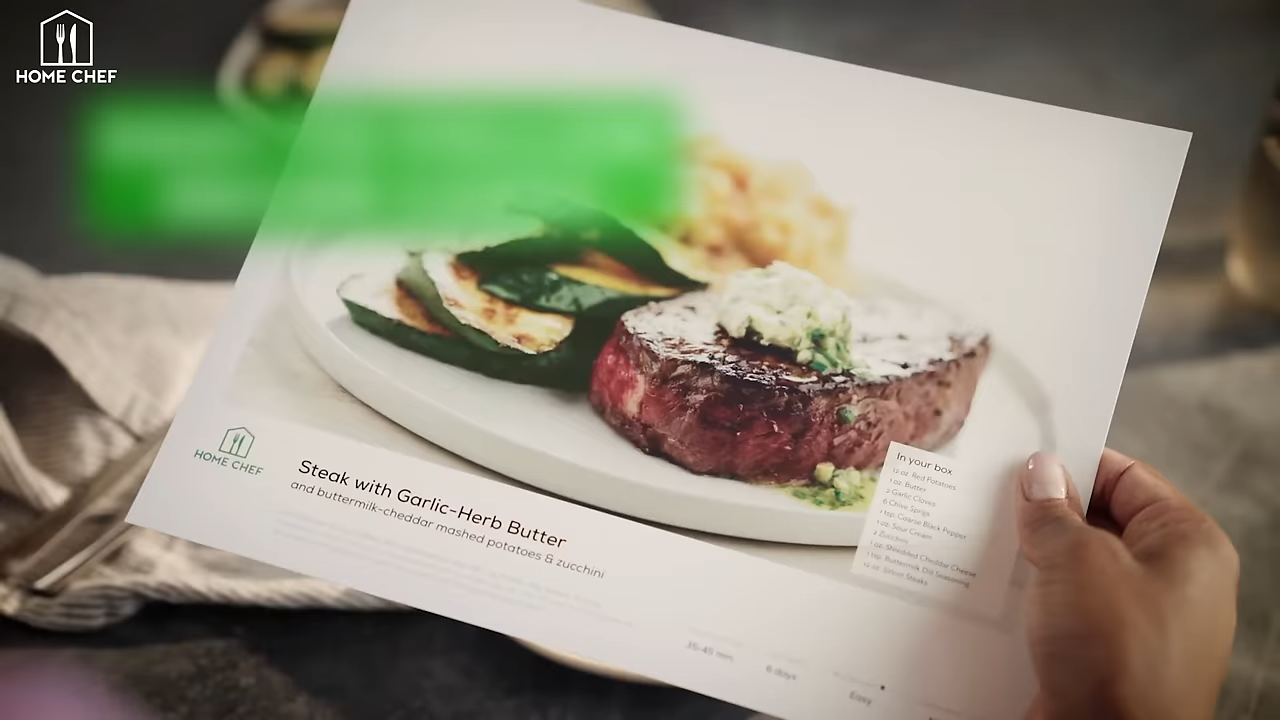 HOME CHEF
HOME CHEF
Steak with Garlic-Herb Butter
and buttermilk-cheddar mashed potatoes & zucchini
In your box
12 oz. Red Potatoes
1 oz. Butter
2 Garlic Cloves
6 Chive Sprigs
1 tsp. Coarse Black Pepper
1 oz. Sour Cream
2 Zucchini
1 oz. Shredded Cheddar Cheese
1 tsp. Buttermilk Dill Seasoning
12 oz. Sirloin Steaks
35-45 min.
6 days
Easy